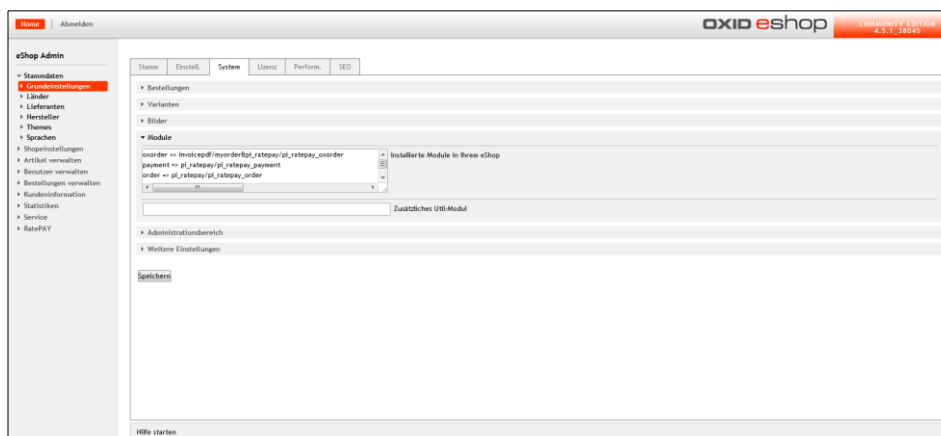 Home | Abmelden
OXID eshop
COMMUNITY EDITION
4.5.1_38045
eShop Admin
Stammdaten
Grundeinstellungen
Länder
Lieferanten
Hersteller
Themes
Sprachen
Shopeinstellungen
Artikel verwalten
Benutzer verwalten
Bestellungen verwalten
Kundeninformation
Statistiken
Service
RatePAY
Stamm Einstell. System Lizenz Perform. SEO
Bestellungen
Varianten
Bilder
Module
oxorder => invoicepdf/myorder&pi_ratepay/pi_ratepay_oxorder
payment => pi_ratepay/pi_ratepay_payment
order => pi_ratepay/pi_ratepay_order
Installierte Module in Ihrem eShop
Zusätzliches Util-Modul
Administrationsbereich
Weitere Einstellungen
Speichern
Hilfe starten